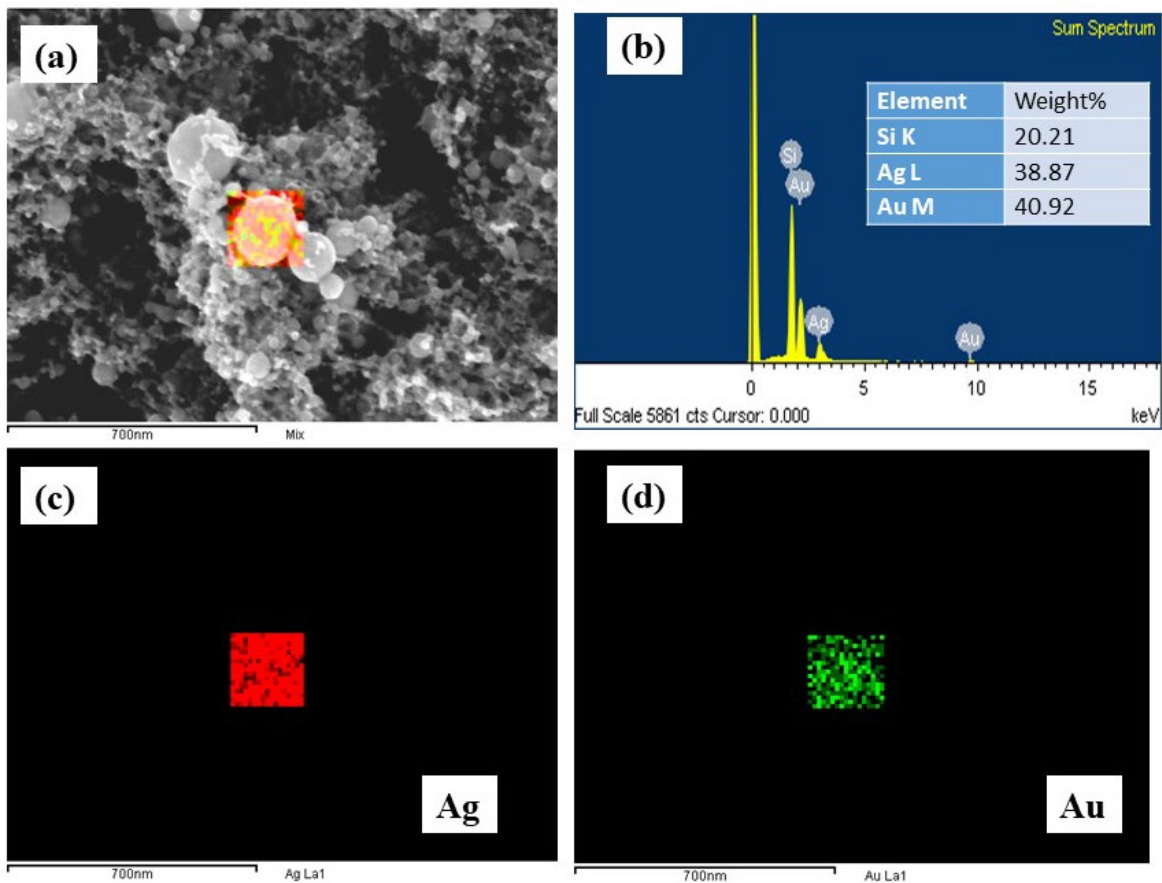 (a)
700nm
Mix
(b)
Sum Spectrum
Element Weight%
Si K 20.21
Ag L 38.87
Au M 40.92
Si
Au
Ag
Au
0 5 10 15
Full Scale 5861 cts Cursor: 0.000 keV
(c)
Ag
700nm
Ag La1
(d)
Au
700nm
Au La1